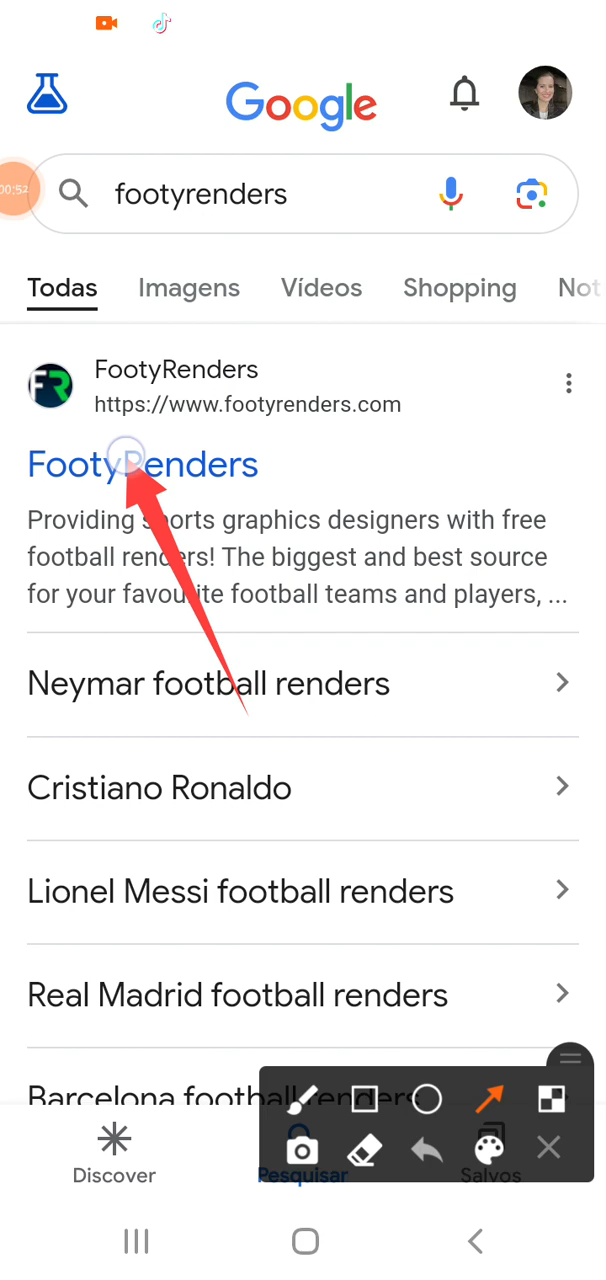 Google
00:52
footyrenders
Todas Imagens Vídeos Shopping Not
FR FootyRenders
https://www.footyrenders.com
FootyRenders
Providing sports graphics designers with free
football renders! The biggest and best source
for your favourite football teams and players, ...
Neymar football renders
Cristiano Ronaldo
Lionel Messi football renders
Real Madrid football renders
Barcelona football renders
Discover Pesquisar Salvos